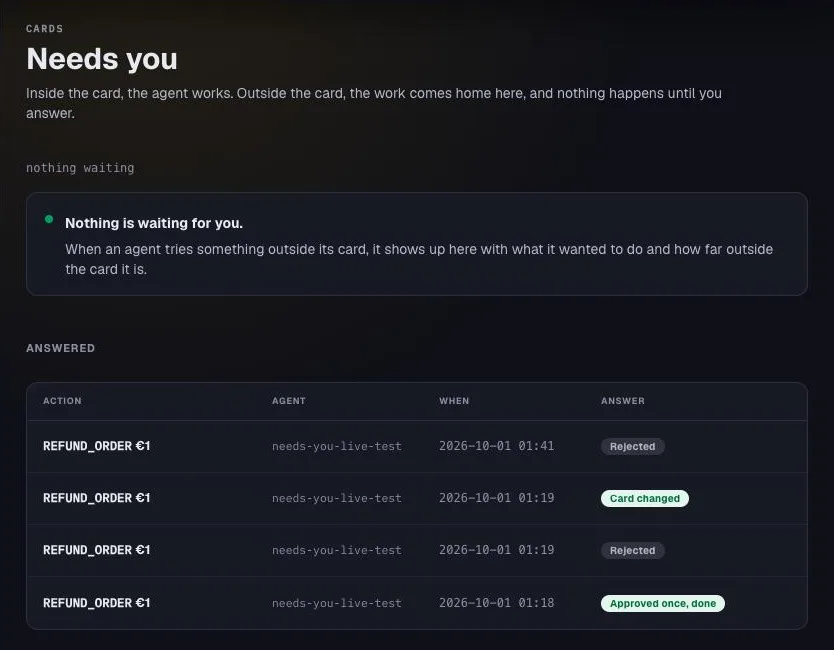 CARDS
Needs you
Inside the card, the agent works. Outside the card, the work comes home here, and nothing happens until you
answer.
nothing waiting
Nothing is waiting for you.
When an agent tries something outside its card, it shows up here with what it wanted to do and how far outside
the card it is.
ANSWERED
ACTION AGENT WHEN ANSWER
REFUND_ORDER €1 needs-you-live-test 2026-10-01 01:41 Rejected
REFUND_ORDER €1 needs-you-live-test 2026-10-01 01:19 Card changed
REFUND_ORDER €1 needs-you-live-test 2026-10-01 01:19 Rejected
REFUND_ORDER €1 needs-you-live-test 2026-10-01 01:18 Approved once, done